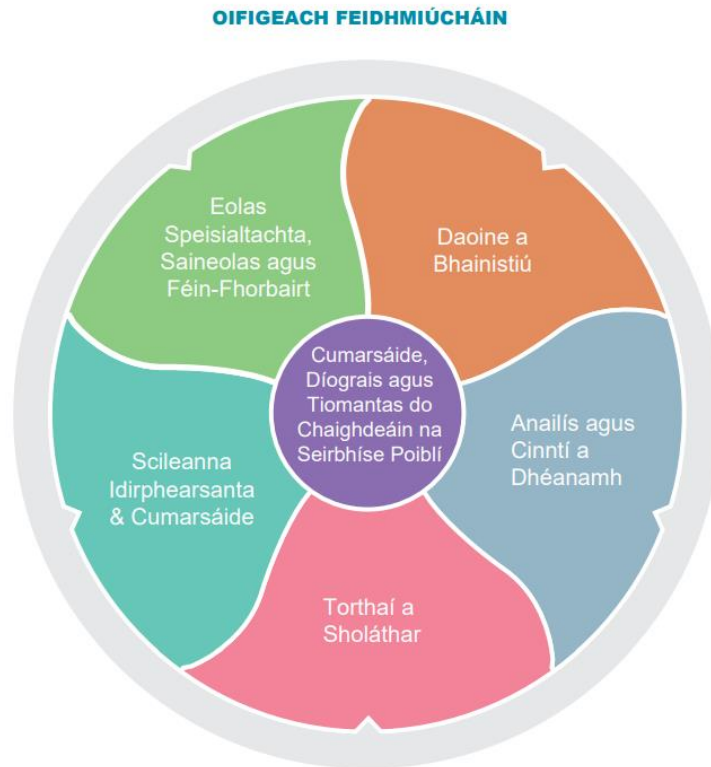 OIFIGEACH FEIDHMIÚCHÁIN
Eolas
Speisialtachta,
Saineolas agus
Féin-Fhorbairt
Daoine a
Bhainistiú
Cumarsáide,
Díograis agus
Tiomantas do
Chaighdeáin na
Seirbhíse Poiblí
Anailís agus
Cinntí a
Dhéanamh
Scileanna
Idirphearsanta
& Cumarsáide
Torthaí a
Sholáthar